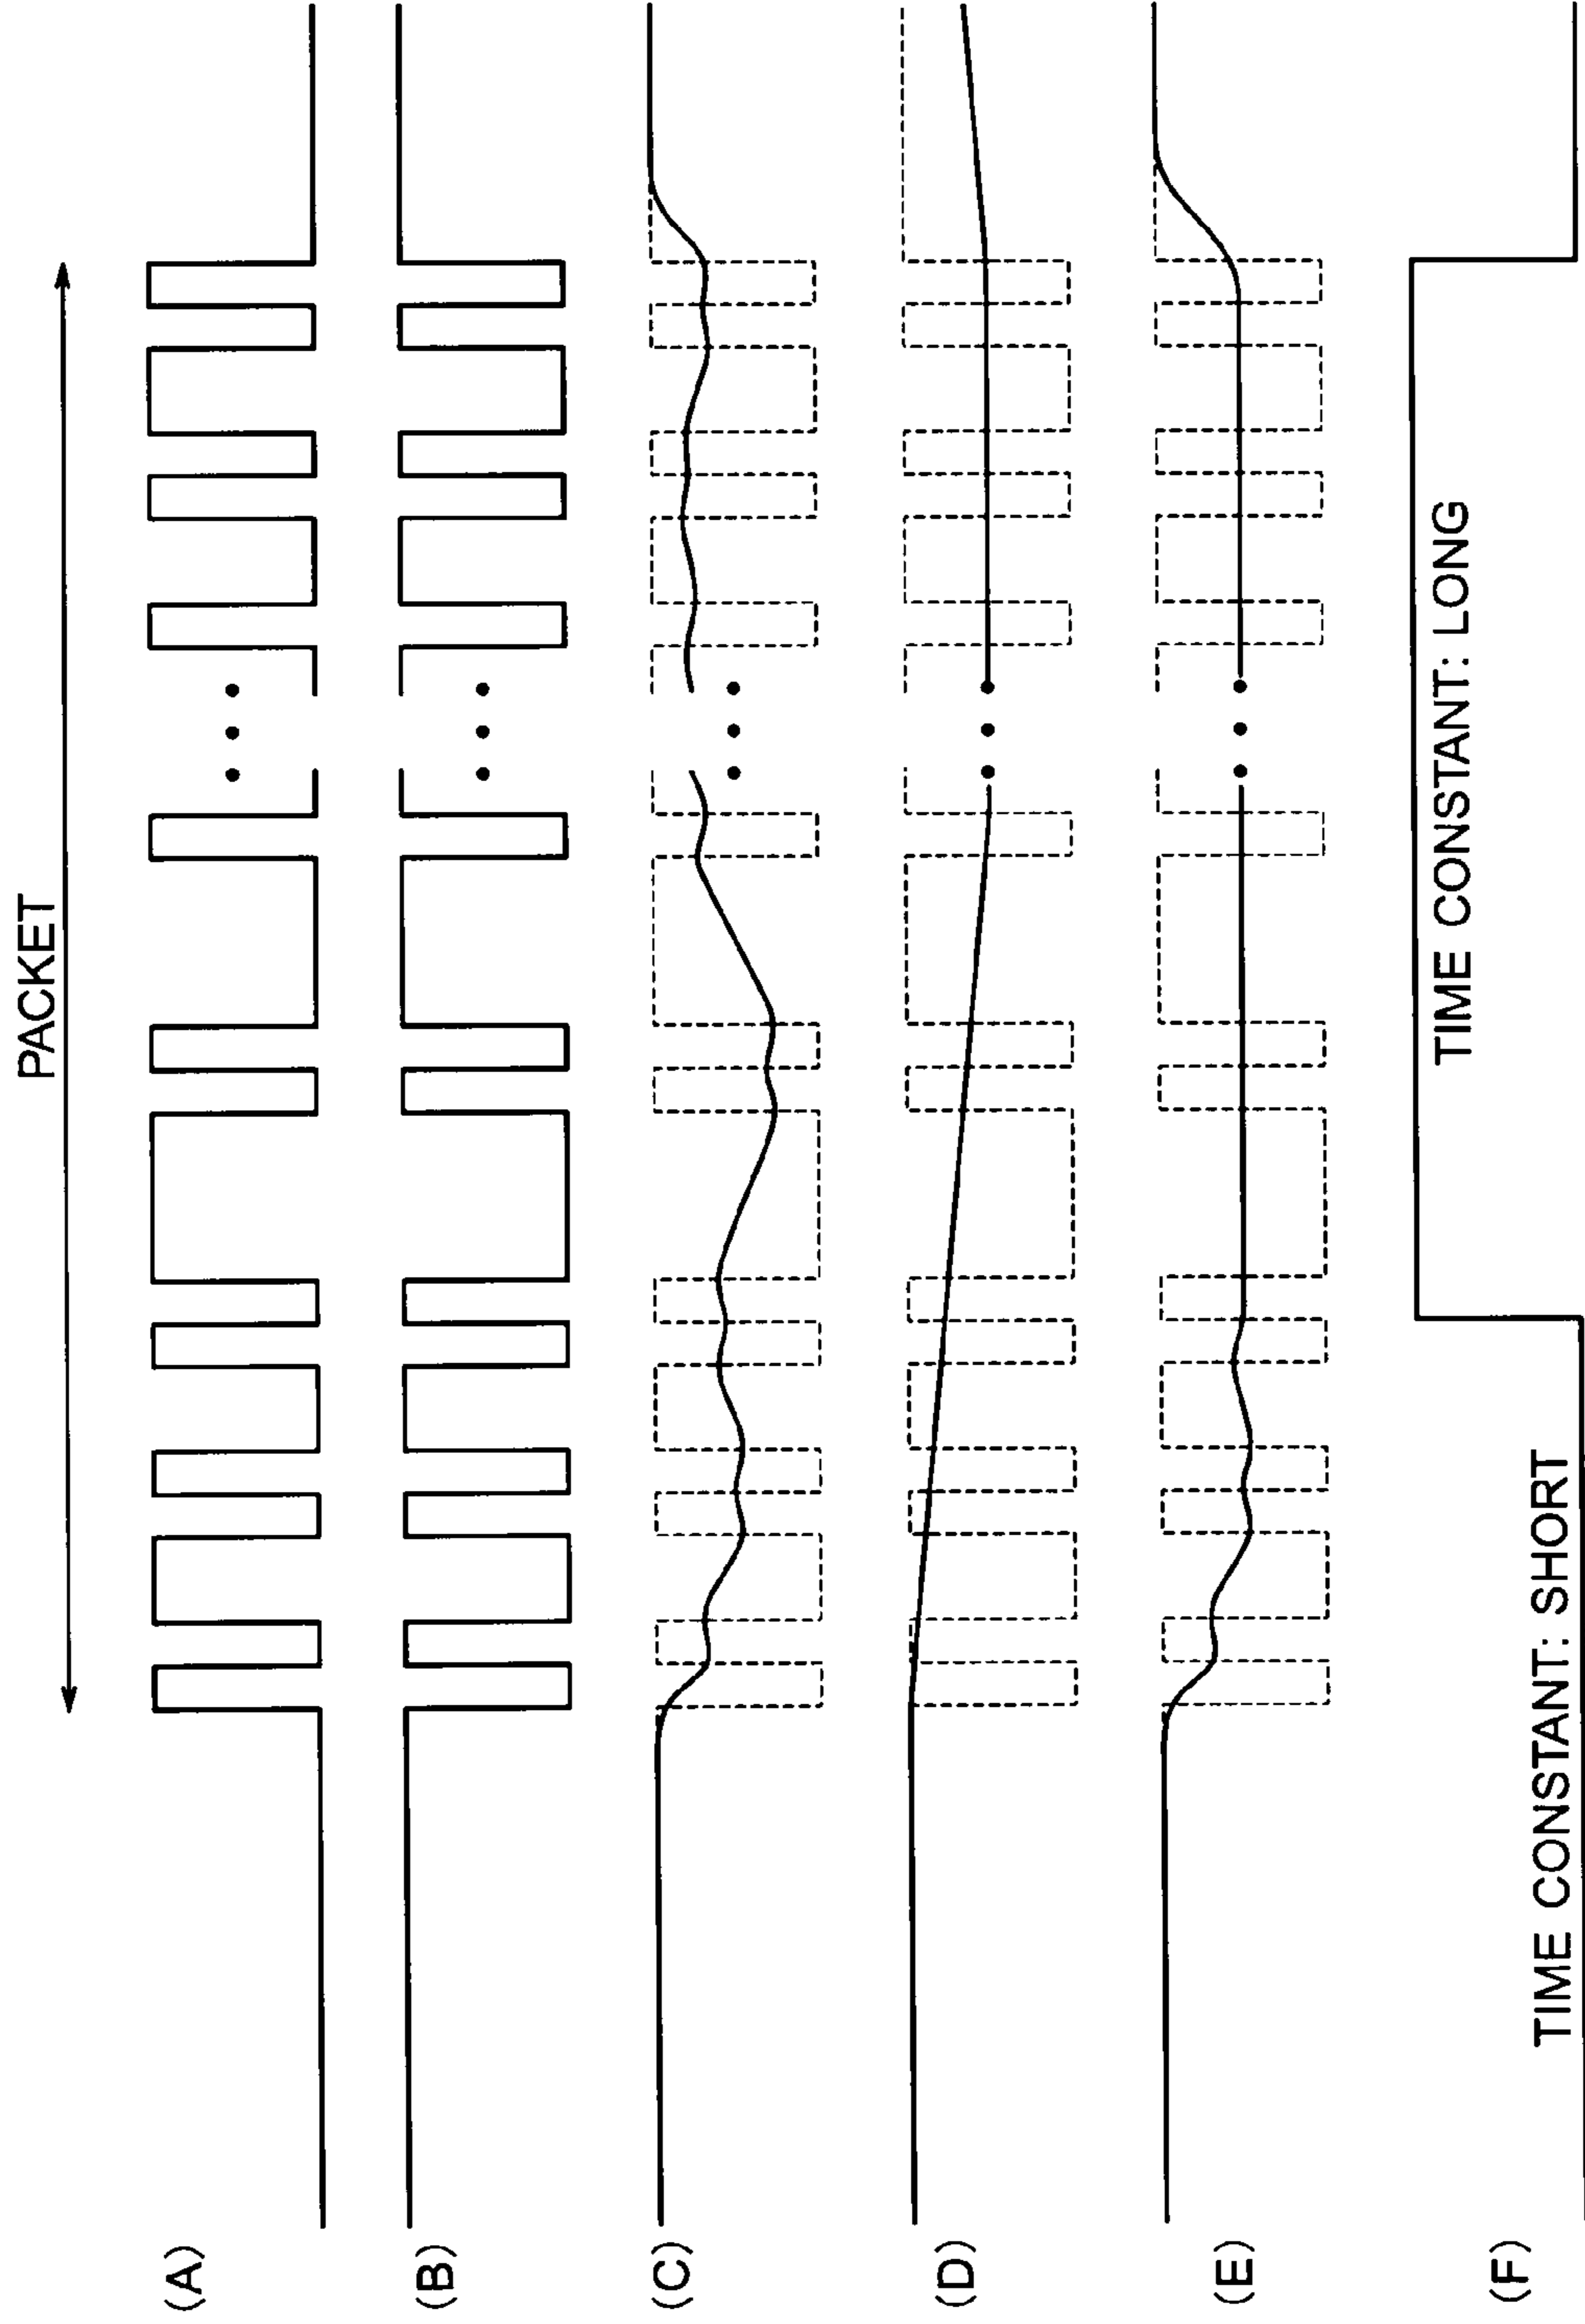 PACKET
(A)
(B)
(C)
(D)
(E)
(F)
TIME CONSTANT: SHORT
TIME CONSTANT: LONG